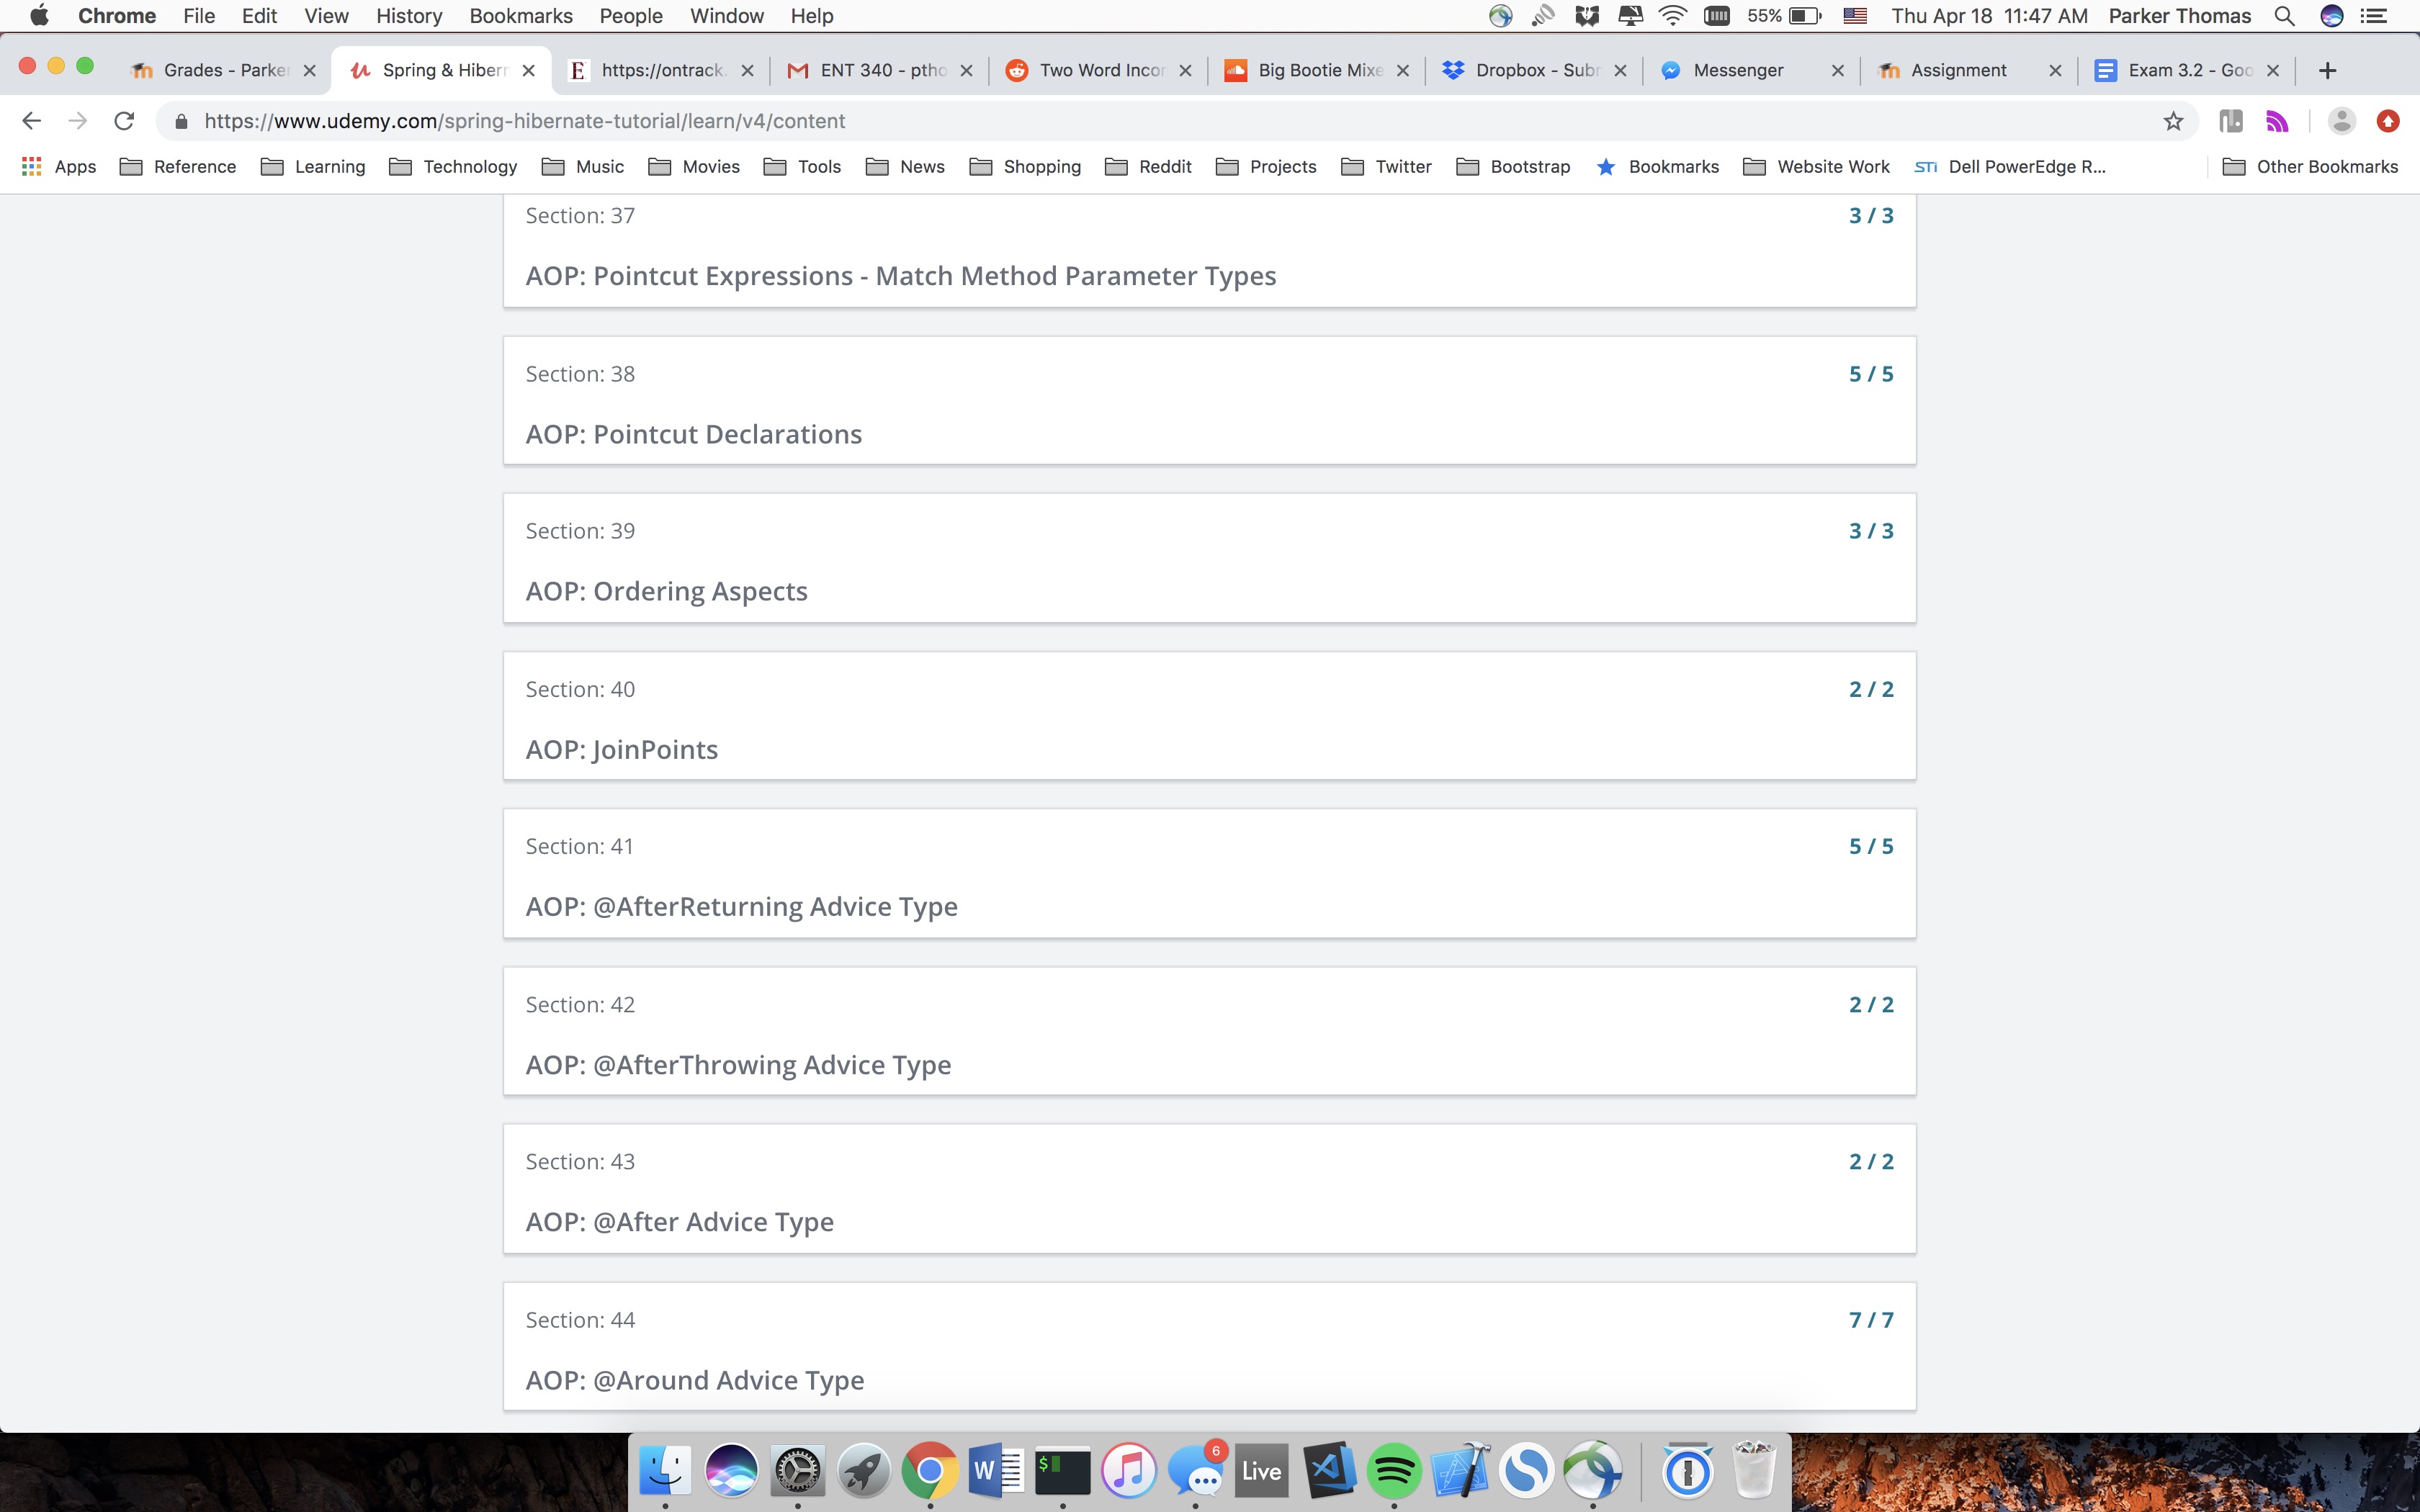 Chrome File Edit View History Bookmarks People Window Help 55% Thu Apr 18 11:47 AM Parker Thomas
Grades - Parker Spring & Hibern https://ontrack. ENT 340 - ptho Two Word Incor Big Bootie Mixe Dropbox - Subr Messenger Assignment Exam 3.2 - Goo
https://www.udemy.com/spring-hibernate-tutorial/learn/v4/content
Apps Reference Learning Technology Music Movies Tools News Shopping Reddit Projects Twitter Bootstrap Bookmarks Website Work STi Dell PowerEdge R... Other Bookmarks
Section: 37 3 / 3
AOP: Pointcut Expressions - Match Method Parameter Types
Section: 38 5 / 5
AOP: Pointcut Declarations
Section: 39 3 / 3
AOP: Ordering Aspects
Section: 40 2 / 2
AOP: JoinPoints
Section: 41 5 / 5
AOP: @AfterReturning Advice Type
Section: 42 2 / 2
AOP: @AfterThrowing Advice Type
Section: 43 2 / 2
AOP: @After Advice Type
Section: 44 7 / 7
AOP: @Around Advice Type
W $ 6 Live